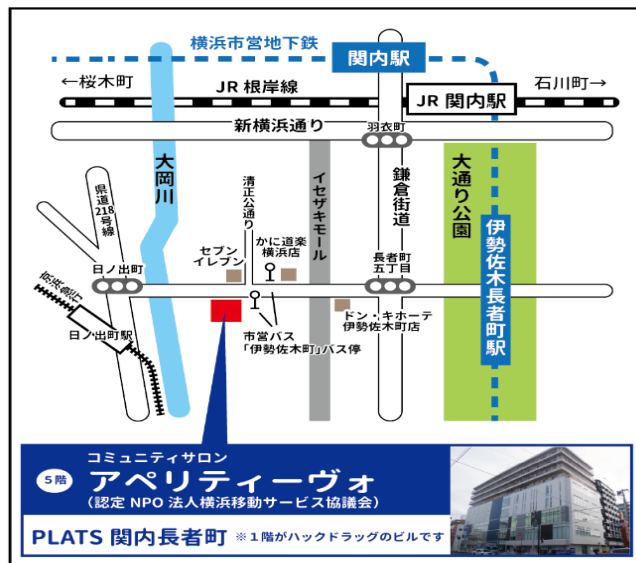 横浜市営地下鉄
関内駅
←桜木町
JR 根岸線
石川町→
JR 関内駅
新横浜通り
羽衣町
大岡川
イセザキモール
鎌倉街道
大通り公園
県道218号線
清正公通り
セブン
イレブン
かに道楽
横浜店
長者町
五丁目
伊勢佐木長者町駅
日ノ出町
京浜急行
日ノ出町駅
市営バス
「伊勢佐木町」バス停
ドン・キホーテ
伊勢佐木町店
コミュニティサロン
5階
アペリティーヴォ
(認定 NPO 法人横浜移動サービス協議会)
PLATS 関内長者町 ※1階がハックドラッグのビルです